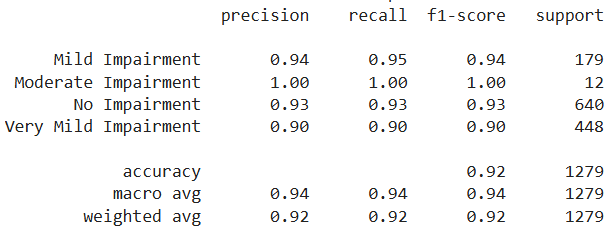 precision recall f1-score support
Mild Impairment 0.94 0.95 0.94 179
Moderate Impairment 1.00 1.00 1.00 12
No Impairment 0.93 0.93 0.93 640
Very Mild Impairment 0.90 0.90 0.90 448
accuracy 0.92 1279
macro avg 0.94 0.94 0.94 1279
weighted avg 0.92 0.92 0.92 1279